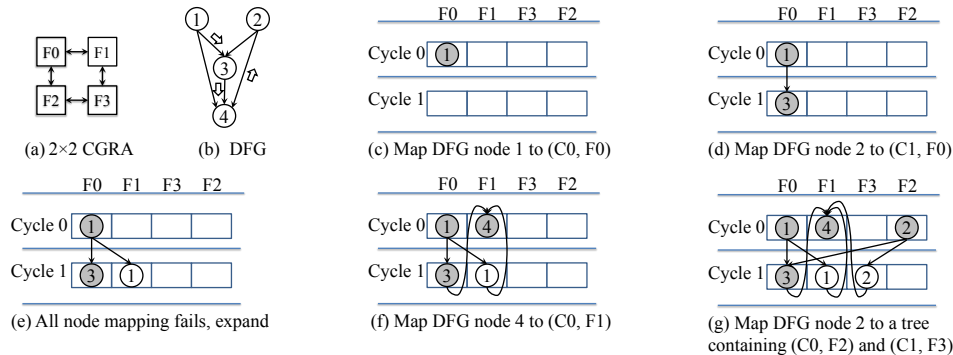 F0 F1
F2 F3
(a) 2×2 CGRA
1 2
3
4
(b) DFG
F0 F1 F3 F2
Cycle 0 1
Cycle 1
(c) Map DFG node 1 to (C0, F0)
F0 F1 F3 F2
Cycle 0 1
Cycle 1 3
(d) Map DFG node 2 to (C1, F0)
F0 F1 F3 F2
Cycle 0 1
Cycle 1 3 1
(e) All node mapping fails, expand
F0 F1 F3 F2
Cycle 0 1 4
Cycle 1 3 1
(f) Map DFG node 4 to (C0, F1)
F0 F1 F3 F2
Cycle 0 1 4 2
Cycle 1 3 1 2
(g) Map DFG node 2 to a tree
containing (C0, F2) and (C1, F3)